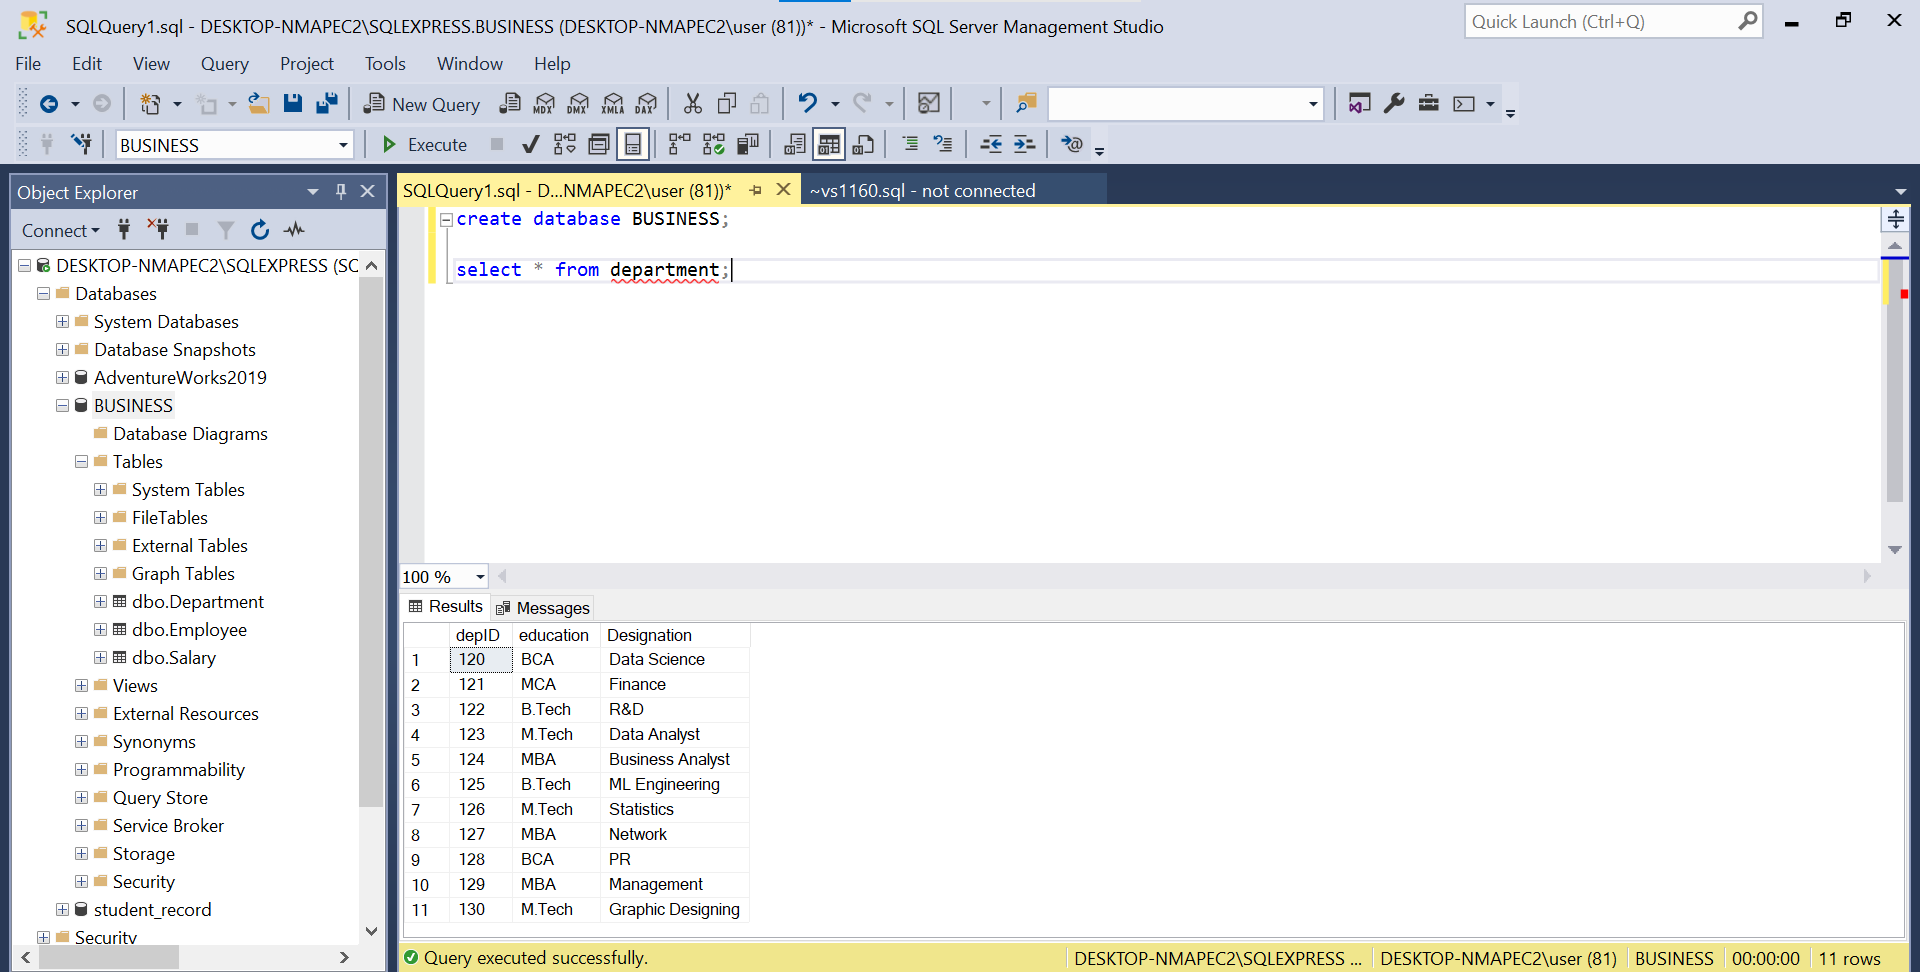 SQLQuery1.sql - DESKTOP-NMAPEC2\SQLEXPRESS.BUSINESS (DESKTOP-NMAPEC2\user (81))* - Microsoft SQL Server Management Studio
Quick Launch (Ctrl+Q)
File Edit View Query Project Tools Window Help
New Query MDX DMX XMLA DAX
BUSINESS Execute
Object Explorer
Connect
DESKTOP-NMAPEC2\SQLEXPRESS (SC
Databases
System Databases
Database Snapshots
AdventureWorks2019
BUSINESS
Database Diagrams
Tables
System Tables
FileTables
External Tables
Graph Tables
dbo.Department
dbo.Employee
dbo.Salary
Views
External Resources
Synonyms
Programmability
Query Store
Service Broker
Storage
Security
student_record
Security
SQLQuery1.sql - D...NMAPEC2\user (81))* ~vs1160.sql - not connected
create database BUSINESS;
select * from department;
100 %
Results Messages
depID education Designation
1 120 BCA Data Science
2 121 MCA Finance
3 122 B.Tech R&D
4 123 M.Tech Data Analyst
5 124 MBA Business Analyst
6 125 B.Tech ML Engineering
7 126 M.Tech Statistics
8 127 MBA Network
9 128 BCA PR
10 129 MBA Management
11 130 M.Tech Graphic Designing
Query executed successfully. DESKTOP-NMAPEC2\SQLEXPRESS ... DESKTOP-NMAPEC2\user (81) BUSINESS 00:00:00 11 rows